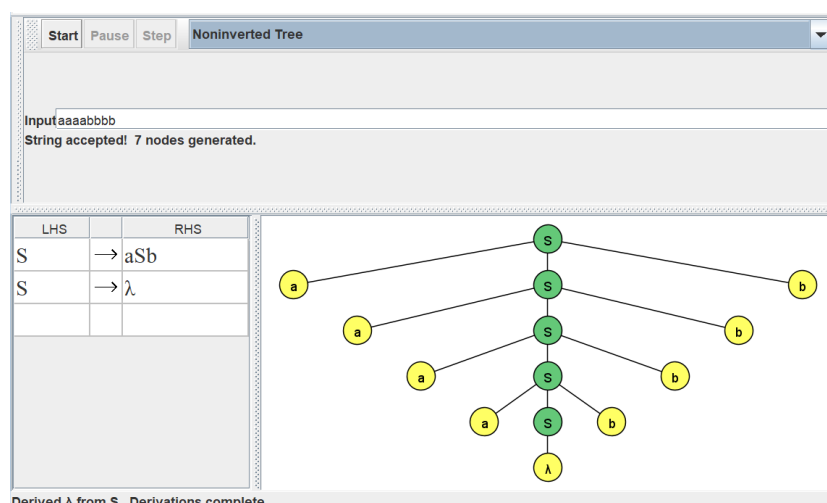 Start Pause Step Noninverted Tree
Input aaaabbbb
String accepted! 7 nodes generated.
LHS RHS
S → aSb
S → λ
S
a S b
a S b
a S b
a S b
λ
Derived λ from S. Derivations complete